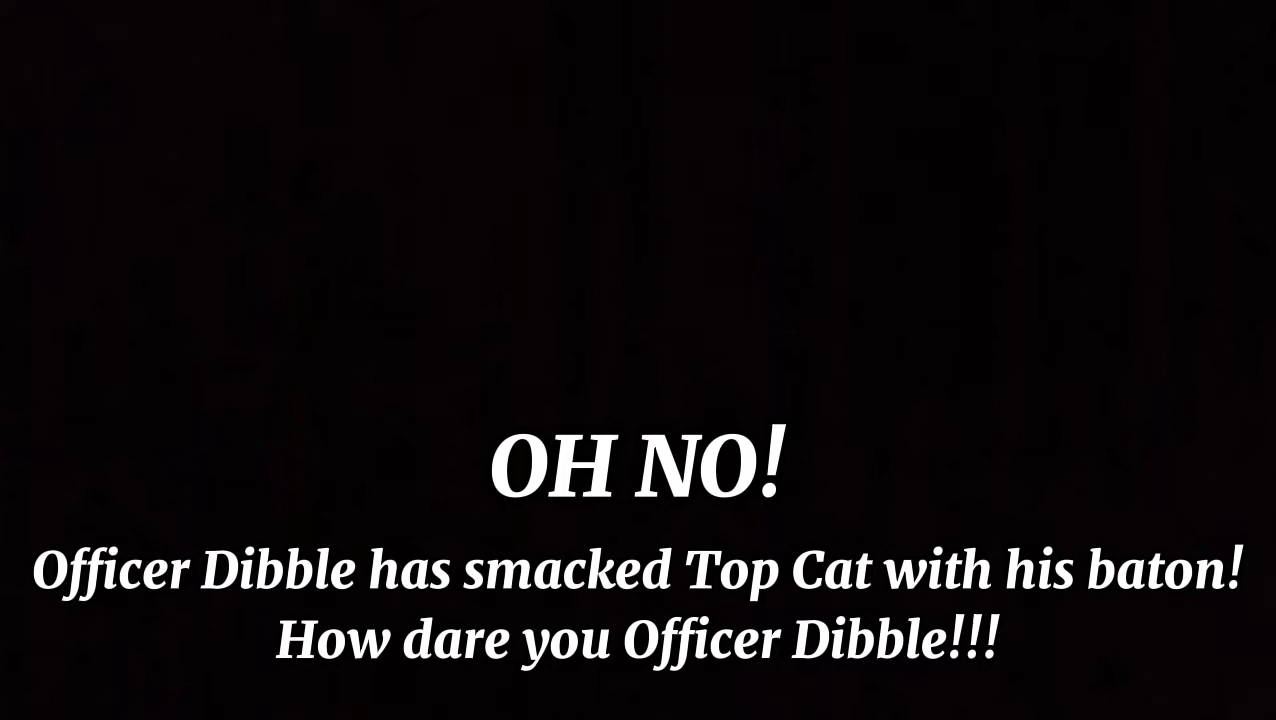 OH NO!
Officer Dibble has smacked Top Cat with his baton!
How dare you Officer Dibble!!!